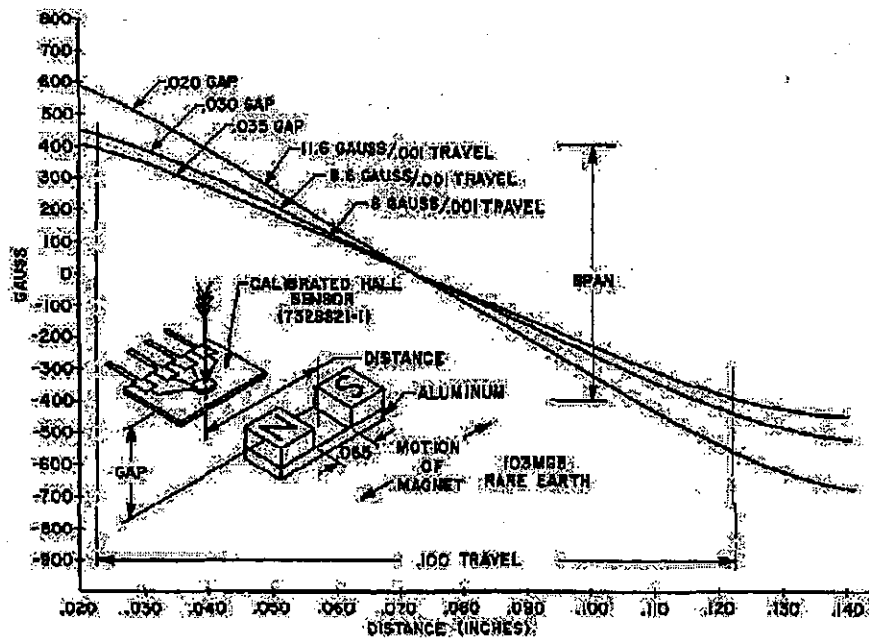 800
700
600
500
400
300
200
100
0
-100
-200
-300
-400
-500
-600
-700
-800
-900
GAUSS
.020 GAP
.030 GAP
.035 GAP
11.6 GAUSS/.001 TRAVEL
8 GAUSS/.001 TRAVEL
SPAN
CALIBRATED HALL
SENSOR
DISTANCE
S
ALUMINUM
N
GAP
MOTION
OF
MAGNET
103MG5
RARE EARTH
.100 TRAVEL
.020
.030
.040
.050
.060
.070
.080
.090
.100
.110
.120
.130
.140
DISTANCE (INCHES)